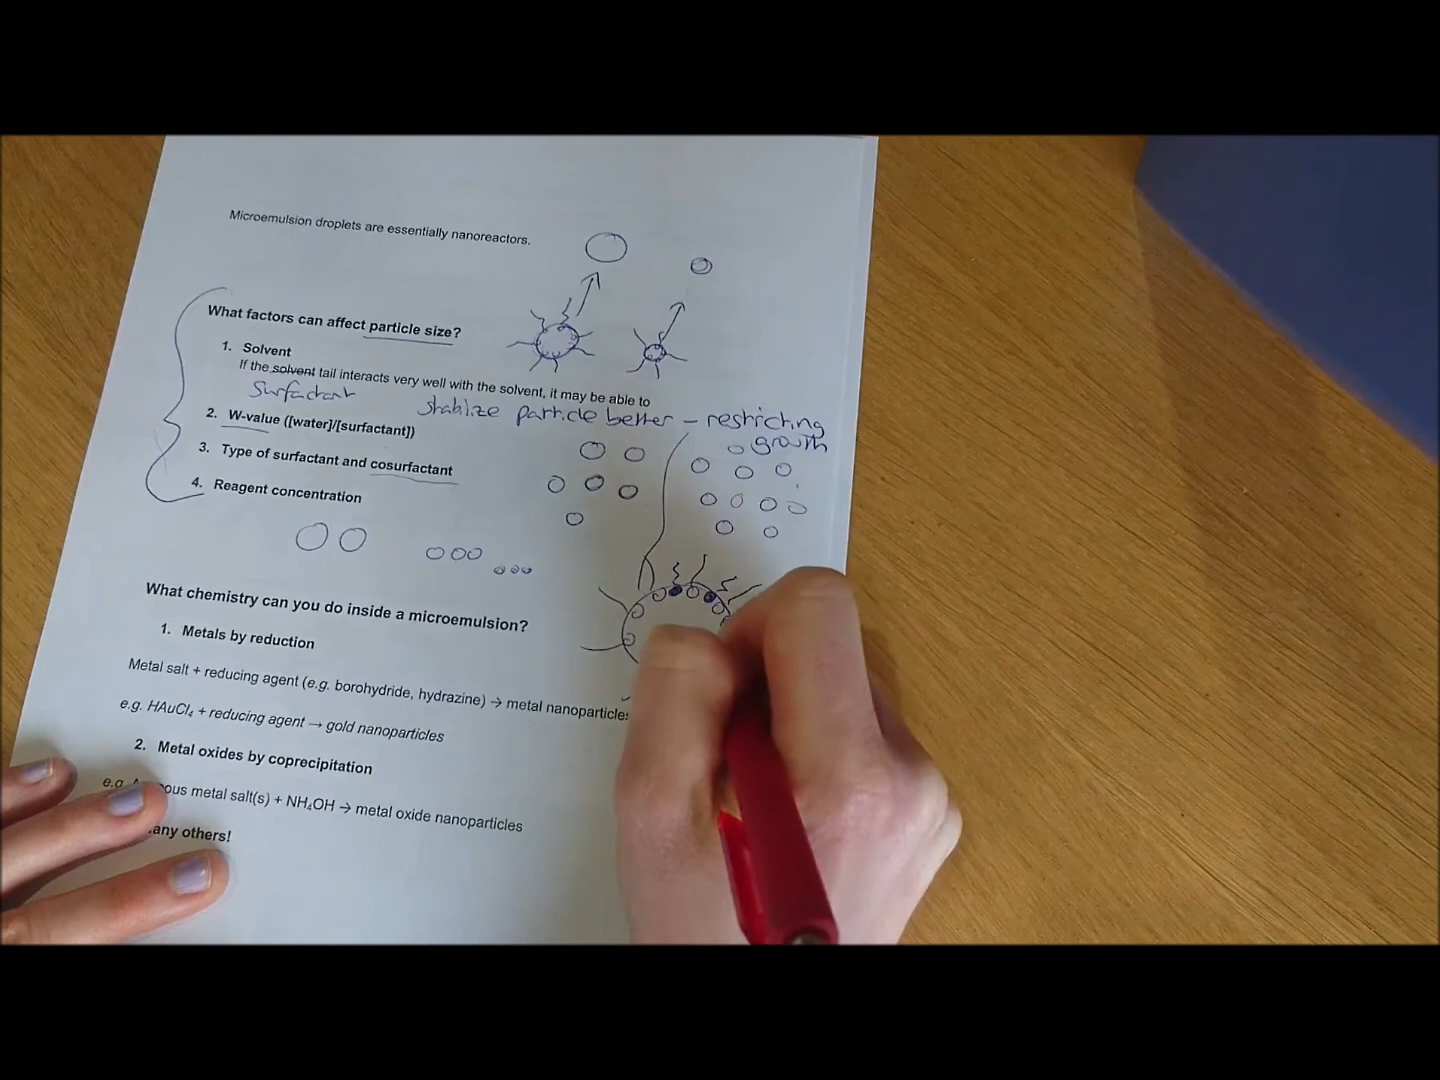 Microemulsion droplets are essentially nanoreactors.
What factors can affect particle size?
1. Solvent
If the solvent tail interacts very well with the solvent, it may be able to
surfactant stabilize particle better – restricting
growth
2. W-value ([water]/[surfactant])
3. Type of surfactant and cosurfactant
4. Reagent concentration
What chemistry can you do inside a microemulsion?
1. Metals by reduction
Metal salt + reducing agent (e.g. borohydride, hydrazine) → metal nanoparticles
e.g. HAuCl₄ + reducing agent → gold nanoparticles
2. Metal oxides by coprecipitation
e.g. metal salt(s) + NH₄OH → metal oxide nanoparticles
others!